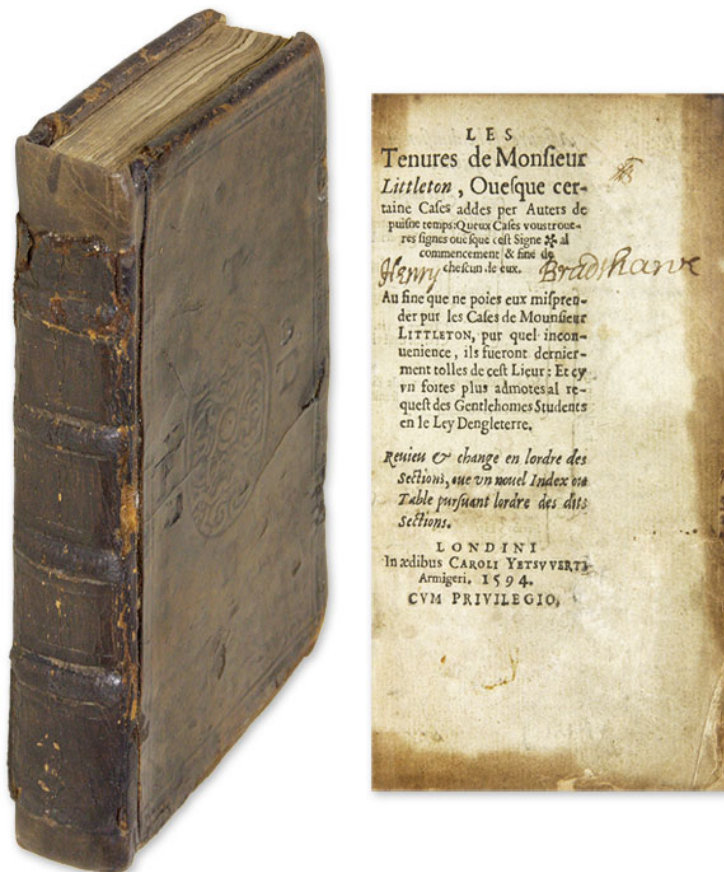 LES
Tenures de Monſieur
Littleton, Oueſque cer-
taine Caſes addes per Auters de
puiſne temps: Queux Caſes vous troue-
res ſignes oueſque ceſt Signe ✤ al
commencement & fine de
cheſcun de eux.
Henry Bradſhawe
Au fine que ne poies eux miſpren-
der pur les Caſes de Mounſieur
LITTLETON, pur quel incon-
uenience, ils fueront dernier-
ment tolles de ceſt Lieur: Et cy
vn foites plus admotes al re-
queſt des Gentlehomes Students
en le Ley Dengleterre.
Reuieu & change en lordre des
Sections, oue vn nouel Index ou
Table purſuant lordre des dits
Sections.
LONDINI
In ædibus CAROLI YETSVVERTI
Armigeri. 1594.
CVM PRIVILEGIO.